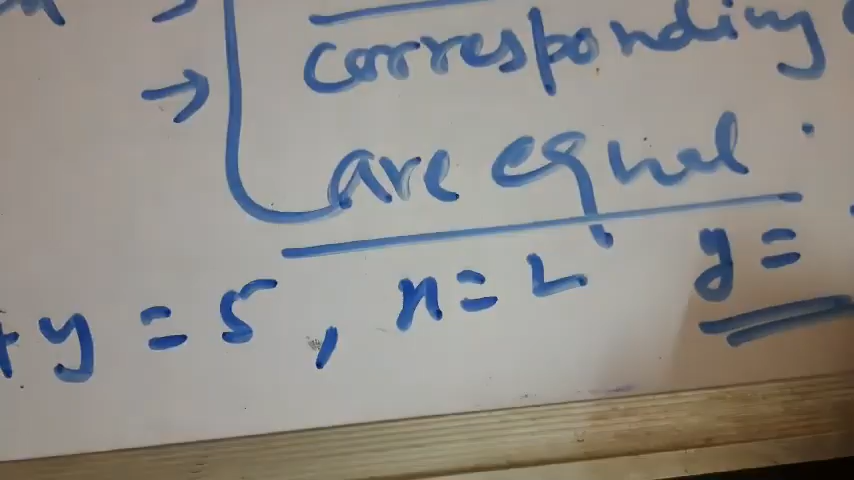 → corresponding
are equal.
+y = 5, x = 2 y =